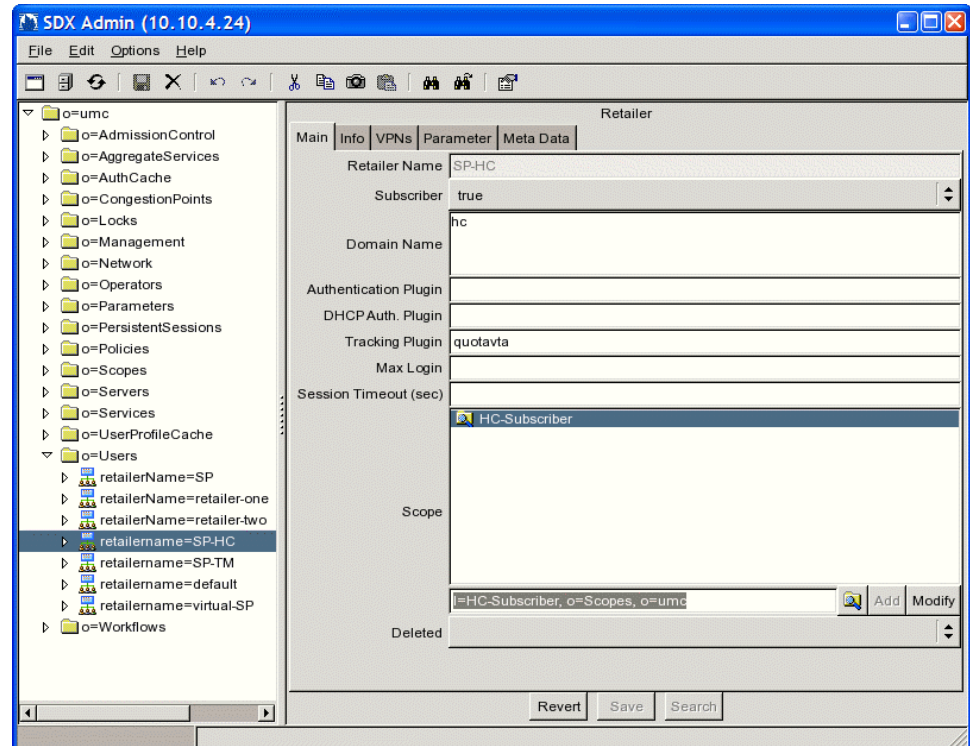 SDX Admin (10.10.4.24)
File Edit Options Help
o=umc
o=AdmissionControl
o=AggregateServices
o=AuthCache
o=CongestionPoints
o=Locks
o=Management
o=Network
o=Operators
o=Parameters
o=PersistentSessions
o=Policies
o=Scopes
o=Servers
o=Services
o=UserProfileCache
o=Users
retailerName=SP
retailerName=retailer-one
retailerName=retailer-two
retailername=SP-HC
retailername=SP-TM
retailername=default
retailername=virtual-SP
o=Workflows
Retailer
Main Info VPNs Parameter Meta Data
Retailer Name SP-HC
Subscriber true
Domain Name hc
Authentication Plugin
DHCP Auth. Plugin
Tracking Plugin quotavta
Max Login
Session Timeout (sec)
HC-Subscriber
Scope
l=HC-Subscriber, o=Scopes, o=umc Add Modify
Deleted
Revert Save Search